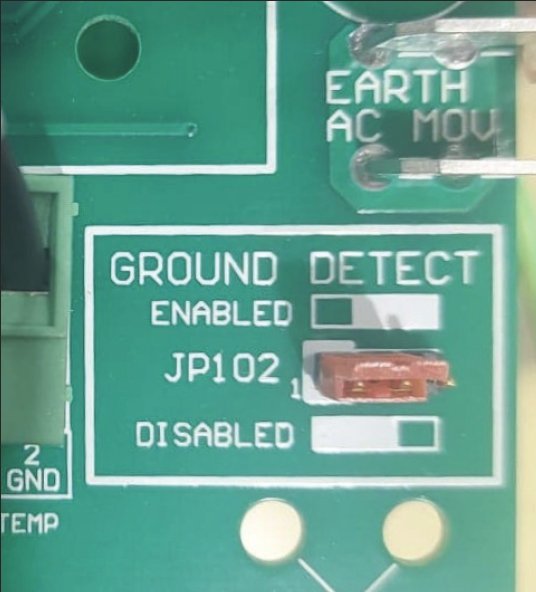 EARTH
AC MOV
GROUND DETECT
ENABLED
JP102
1
DISABLED
2
GND
TEMP